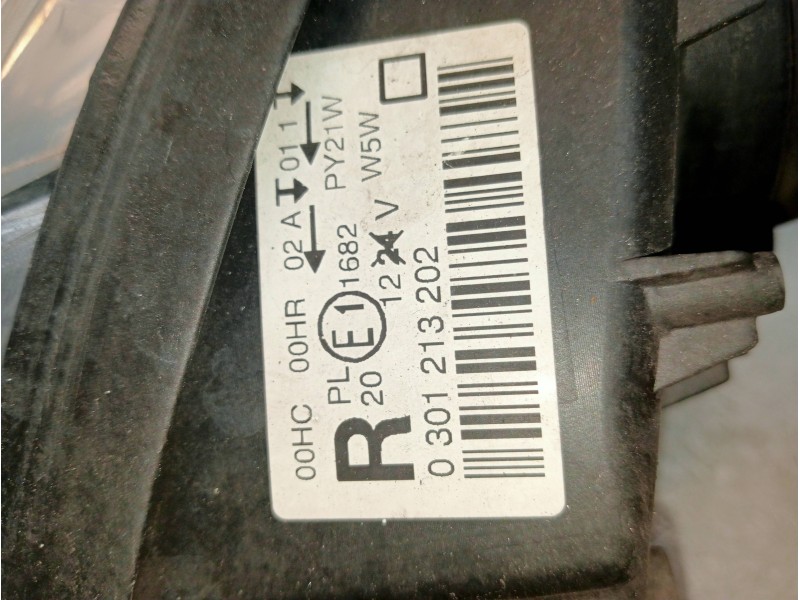 00HC 00HR 02 A 01 1
PL E1 1682 PY21W
20 12 24 V W5W
R
0 301 213 202